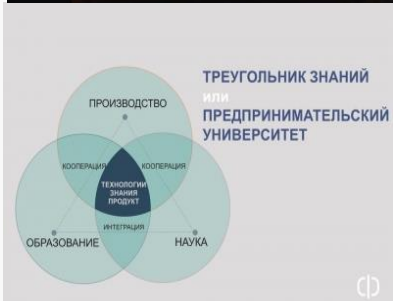 ТРЕУГОЛЬНИК ЗНАНИЙ
ИЛИ
ПРЕДПРИНИМАТЕЛЬСКИЙ
УНИВЕРСИТЕТ
ПРОИЗВОДСТВО
КООПЕРАЦИЯ КООПЕРАЦИЯ
ТЕХНОЛОГИИ
ЗНАНИЯ
ПРОДУКТ
ИНТЕГРАЦИЯ
ОБРАЗОВАНИЕ НАУКА